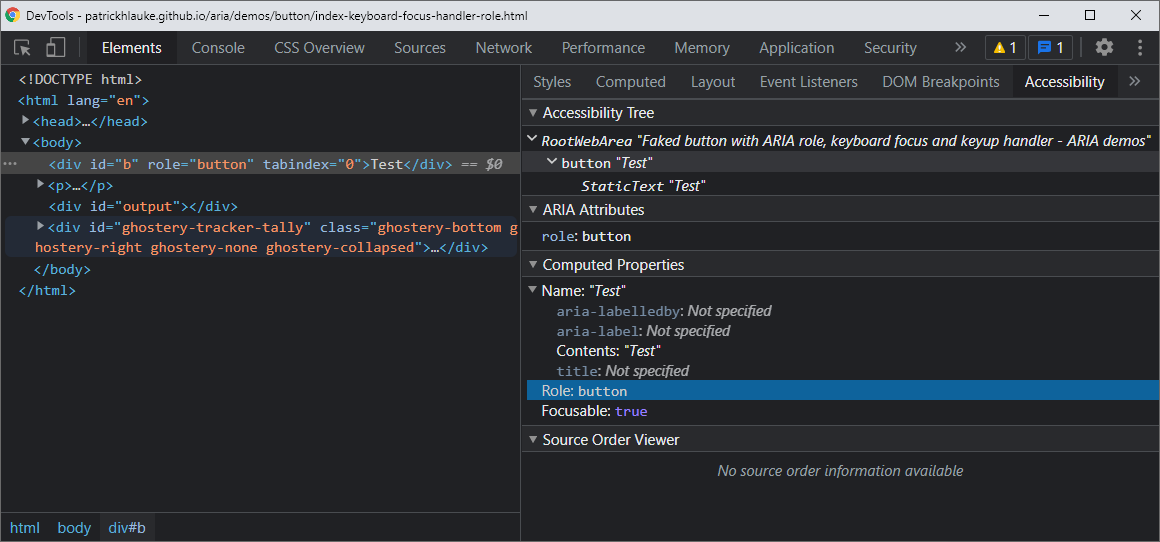 DevTools - patrickhlauke.github.io/aria/demos/button/index-keyboard-focus-handler-role.html
Elements Console CSS Overview Sources Network Performance Memory Application Security » 1 1
<!DOCTYPE html>
<html lang="en">
<head>…</head>
<body>
<div id="b" role="button" tabindex="0">Test</div> == $0
<p>…</p>
<div id="output"></div>
<div id="ghostery-tracker-tally" class="ghostery-bottom g
hostery-right ghostery-none ghostery-collapsed">…</div>
</body>
</html>
html body div#b
Styles Computed Layout Event Listeners DOM Breakpoints Accessibility »
Accessibility Tree
RootWebArea "Faked button with ARIA role, keyboard focus and keyup handler - ARIA demos"
button "Test"
StaticText "Test"
ARIA Attributes
role: button
Computed Properties
Name: "Test"
aria-labelledby: Not specified
aria-label: Not specified
Contents: "Test"
title: Not specified
Role: button
Focusable: true
Source Order Viewer
No source order information available